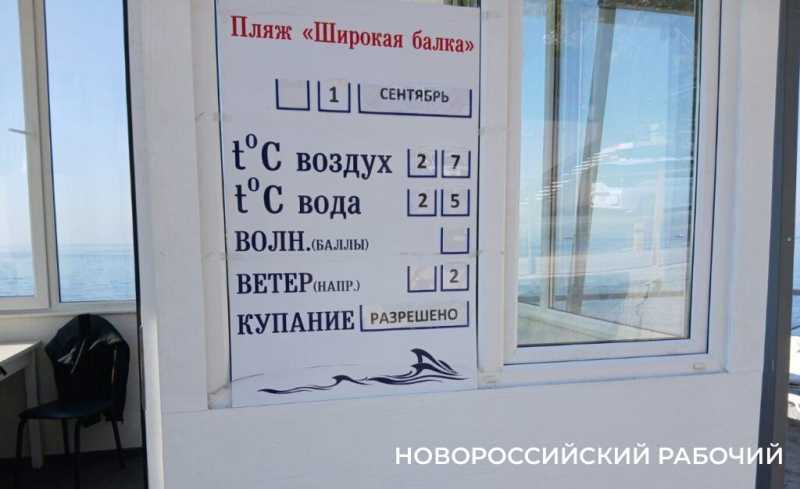 Пляж «Широкая балка»
1 СЕНТЯБРЬ
t°C воздух 27
t°C вода 25
ВОЛН.(БАЛЛЫ)
ВЕТЕР(НАПР.) 2
КУПАНИЕ РАЗРЕШЕНО
НОВОРОССИЙСКИЙ РАБОЧИЙ